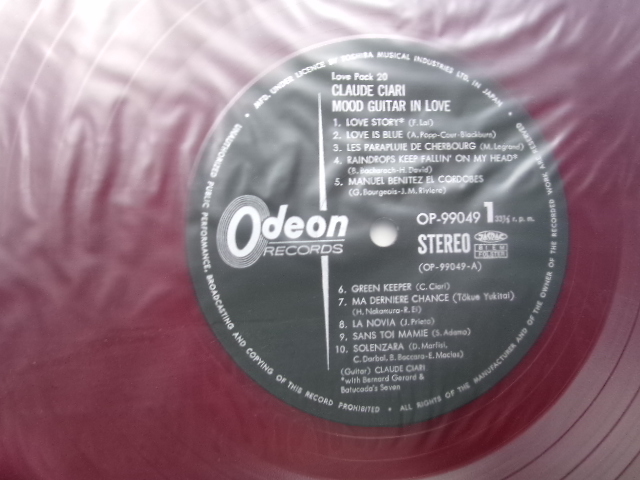 MFD. UNDER LICENCE BY TOSHIBA MUSICAL INDUSTRIES LTD. IN JAPAN
Love Pack 20
CLAUDE CIARI
MOOD GUITAR IN LOVE
1. LOVE STORY* (F.Lai)
2. LOVE IS BLUE (A. Popp-Cour-Blackburn)
3. LES PARAPLUIE DE CHERBOURG (M. Legrand)
4. RAINDROPS KEEP FALLIN' ON MY HEAD*
(B. Bacharach-H. David)
5. MANUEL BENITEZ EL CORDOBES
(G. Bourgeois-J.M. Riviere)
Odeon
RECORDS
OP-99049 1 33⅓ r.p.m.
STEREO
(OP-99049-A)
6. GREEN KEEPER (C. Ciari)
7. MA DERNIERE CHANCE (Tōkue Yukitai)
(H. Nakamura-R. Ei)
8. LA NOVIA (J. Prieto)
9. SANS TOI MAMIE (S. Adamo)
10. SOLENZARA (D. Marfisi,
C. Dorbal, B. Baccara-E. Macias)
(Guitar) CLAUDE CIARI
*with Bernard Gerard &
Batucada's Seven
UNAUTHORIZED PUBLIC PERFORMANCE, BROADCASTING AND COPYING OF THIS RECORD PROHIBITED • ALL RIGHTS OF THE MANUFACTURER AND OF THE OWNER OF THE RECORDED WORK ARE RESERVED